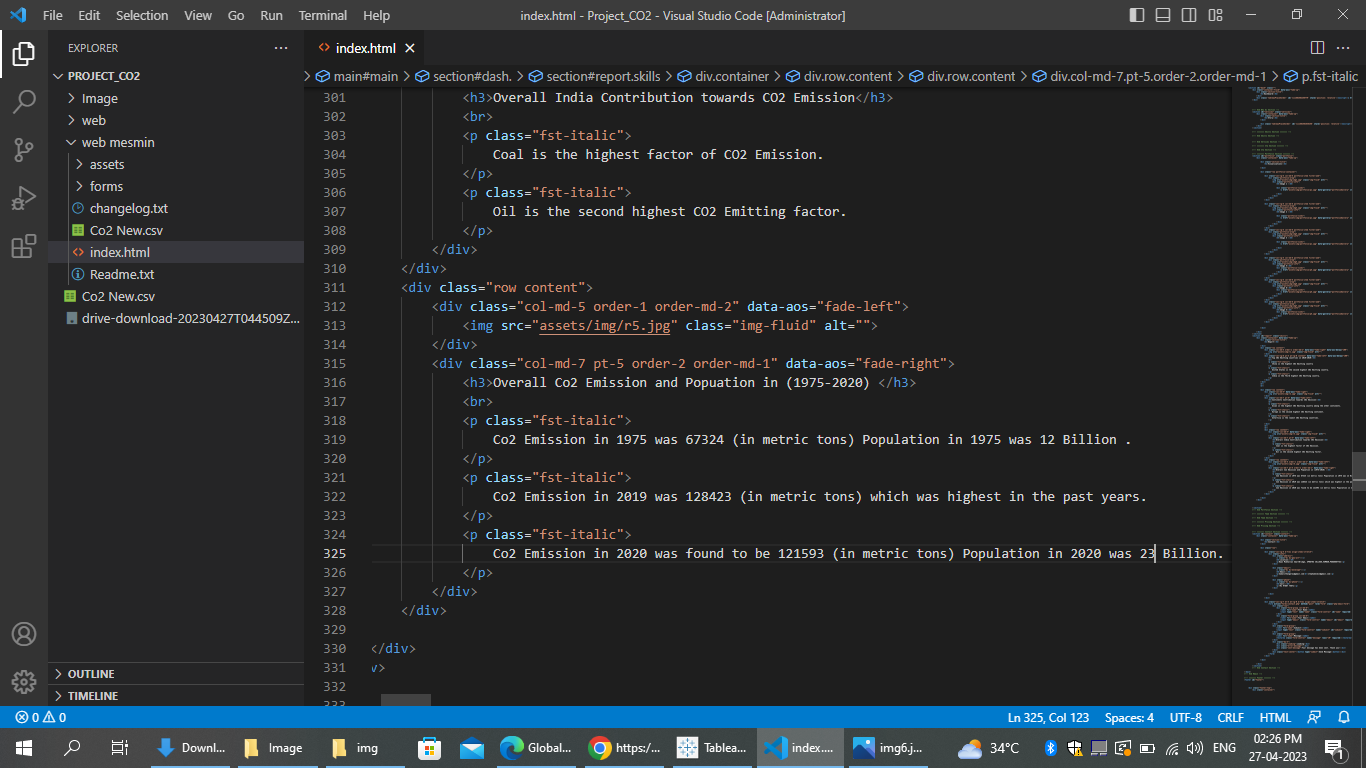 File Edit Selection View Go Run Terminal Help index.html - Project_CO2 - Visual Studio Code [Administrator]
EXPLORER
PROJECT_CO2
Image
web
web mesmin
assets
forms
changelog.txt
Co2 New.csv
index.html
Readme.txt
Co2 New.csv
drive-download-20230427T044509Z...
OUTLINE
TIMELINE
index.html
main#main section#dash. section#report.skills div.container div.row.content div.row.content div.col-md-7.pt-5.order-2.order-md-1 p.fst-italic
301 <h3>Overall India Contribution towards CO2 Emission</h3>
302 <br>
303 <p class="fst-italic">
304 Coal is the highest factor of CO2 Emission.
305 </p>
306 <p class="fst-italic">
307 Oil is the second highest CO2 Emitting factor.
308 </p>
309 </div>
310 </div>
311 <div class="row content">
312 <div class="col-md-5 order-1 order-md-2" data-aos="fade-left">
313 <img src="assets/img/r5.jpg" class="img-fluid" alt="">
314 </div>
315 <div class="col-md-7 pt-5 order-2 order-md-1" data-aos="fade-right">
316 <h3>Overall Co2 Emission and Popuation in (1975-2020) </h3>
317 <br>
318 <p class="fst-italic">
319 Co2 Emission in 1975 was 67324 (in metric tons) Population in 1975 was 12 Billion .
320 </p>
321 <p class="fst-italic">
322 Co2 Emission in 2019 was 128423 (in metric tons) which was highest in the past years.
323 </p>
324 <p class="fst-italic">
325 Co2 Emission in 2020 was found to be 121593 (in metric tons) Population in 2020 was 23 Billion.
326 </p>
327 </div>
328 </div>
329
330 </div>
331 v>
332
333
0 0 Ln 325, Col 123 Spaces: 4 UTF-8 CRLF HTML
Downl... Image img Global... https:/... Tablea... index.... img6.j... 34°C ENG 02:26 PM
27-04-2023 1